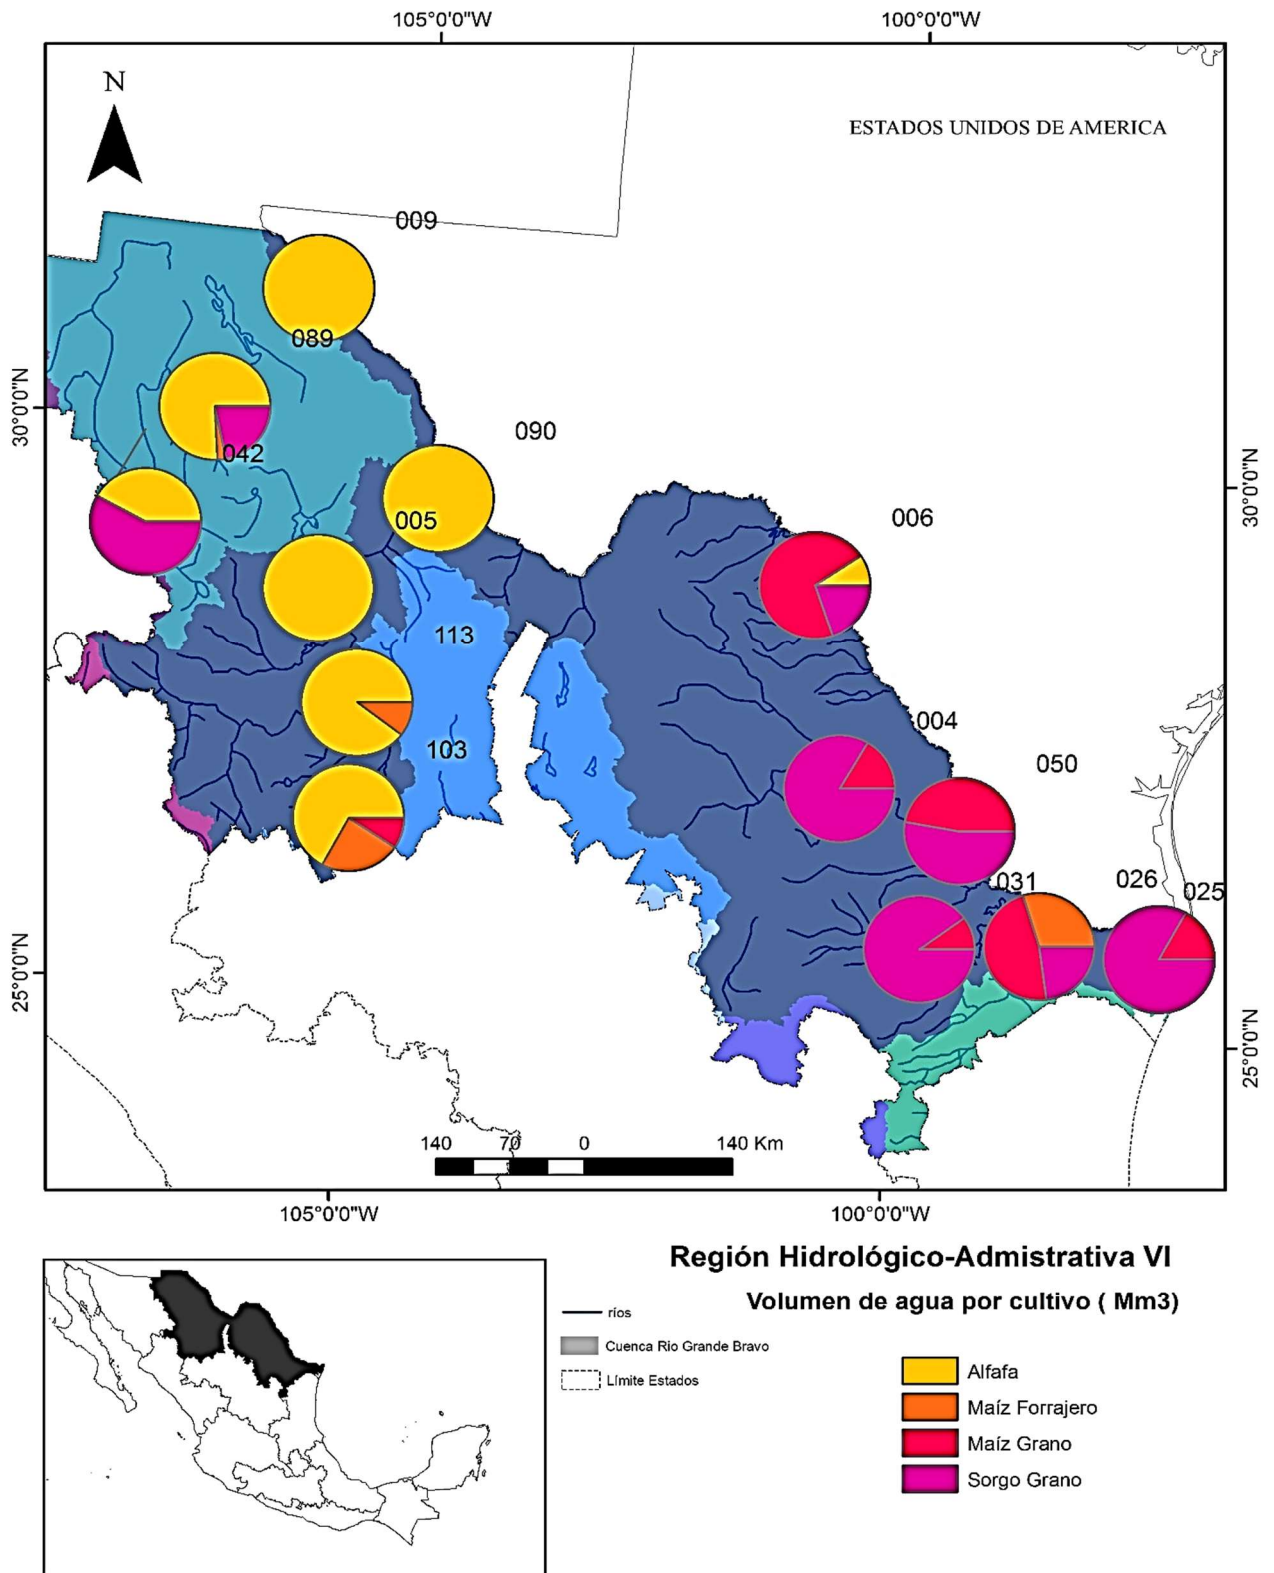 105°0'0"W
100°0'0"W
N
ESTADOS UNIDOS DE AMERICA
009
089
30°0'0"N
090
042
30°0'0"N
005
006
113
004
103
050
031
026
025
25°0'0"N
25°0'0"N
140
70
0
140 Km
105°0'0"W
100°0'0"W
Región Hidrológico-Admistrativa VI
Volumen de agua por cultivo ( Mm3)
ríos
Cuenca Rio Grande Bravo
Límite Estados
Alfafa
Maíz Forrajero
Maíz Grano
Sorgo Grano